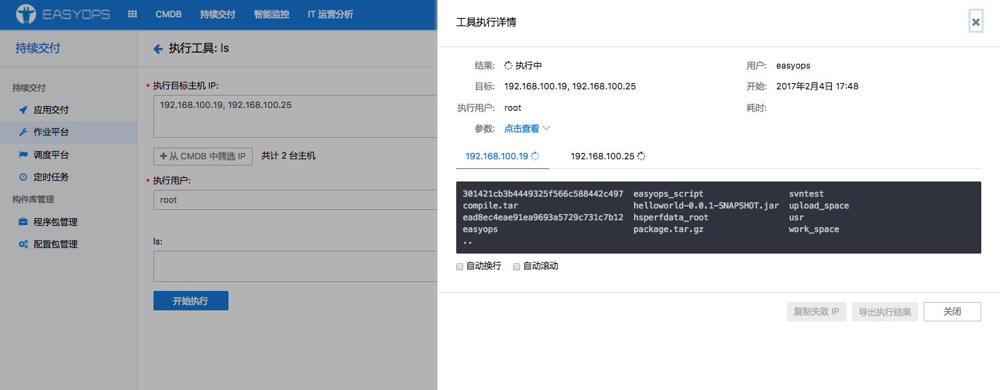 EASYOPS CMDB 持续交付 智能监控 IT 运营分析
持续交付
持续交付
应用交付
作业平台
调度平台
定时任务
构件库管理
程序包管理
配置包管理
执行工具: ls
* 执行目标主机 IP:
192.168.100.19, 192.168.100.25
从 CMDB 中筛选 IP 共计 2 台主机
* 执行用户:
root
ls:
开始执行
工具执行详情
结果: 执行中 用户: easyops
目标: 192.168.100.19, 192.168.100.25 开始: 2017年2月4日 17:48
执行用户: root 耗时:
参数: 点击查看
192.168.100.19 192.168.100.25
301421cb3b4449325f566c588442c497 easyops_script svntest
compile.tar helloworld-0.0.1-SNAPSHOT.jar upload_space
ead8ec4eae91ea9693a5729c731c7b12 hsperfdata_root usr
easyops package.tar.gz work_space
..
自动换行 自动滚动
复制失败 IP 导出执行结果 关闭